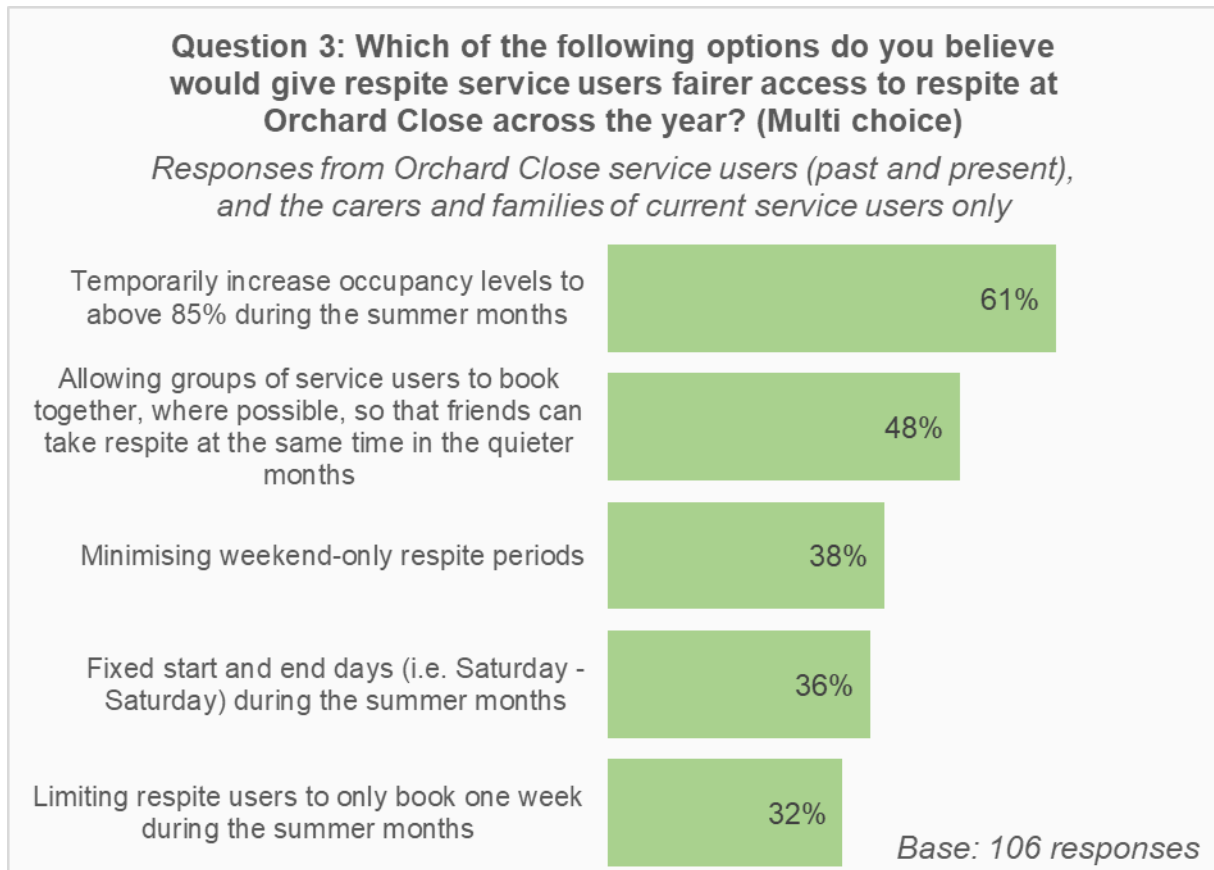 Question 3: Which of the following options do you believe
would give respite service users fairer access to respite at
Orchard Close across the year? (Multi choice)
Responses from Orchard Close service users (past and present),
and the carers and families of current service users only
Temporarily increase occupancy levels to
above 85% during the summer months
61%
Allowing groups of service users to book
together, where possible, so that friends can
take respite at the same time in the quieter
months
48%
Minimising weekend-only respite periods
38%
Fixed start and end days (i.e. Saturday -
Saturday) during the summer months
36%
Limiting respite users to only book one week
during the summer months
32%
Base: 106 responses